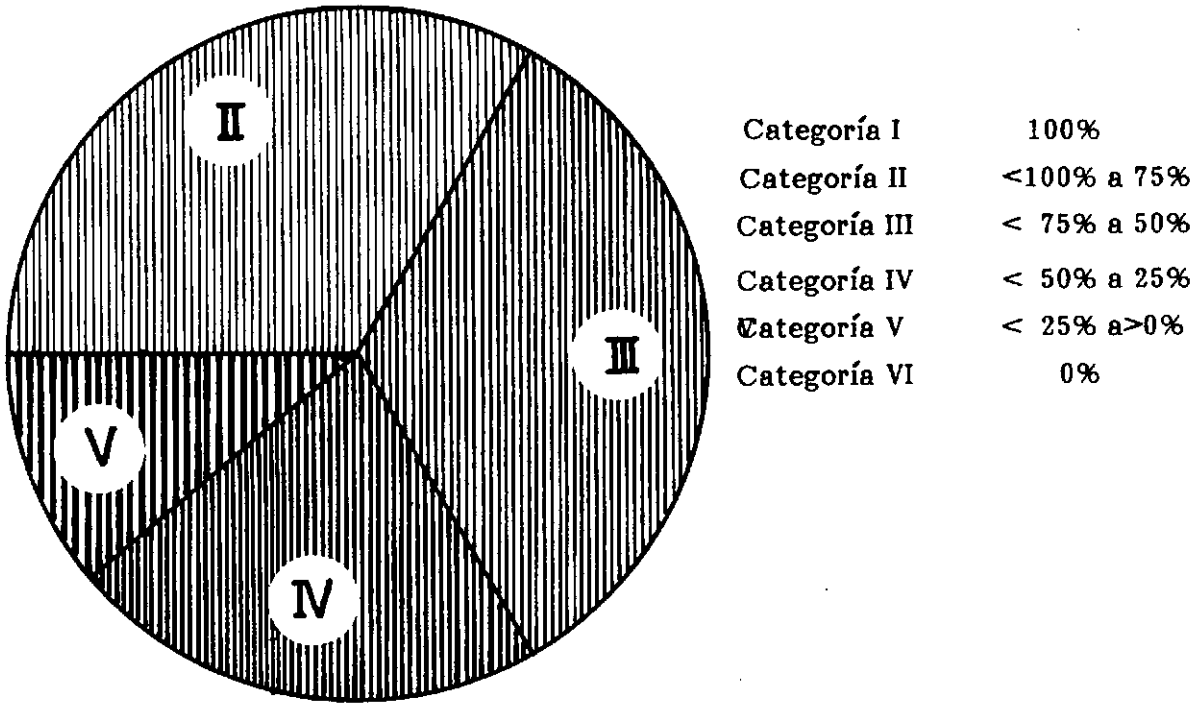 II
III
IV
V
Categoría I 100%
Categoría II <100% a 75%
Categoría III < 75% a 50%
Categoría IV < 50% a 25%
Categoría V < 25% a>0%
Categoría VI 0%